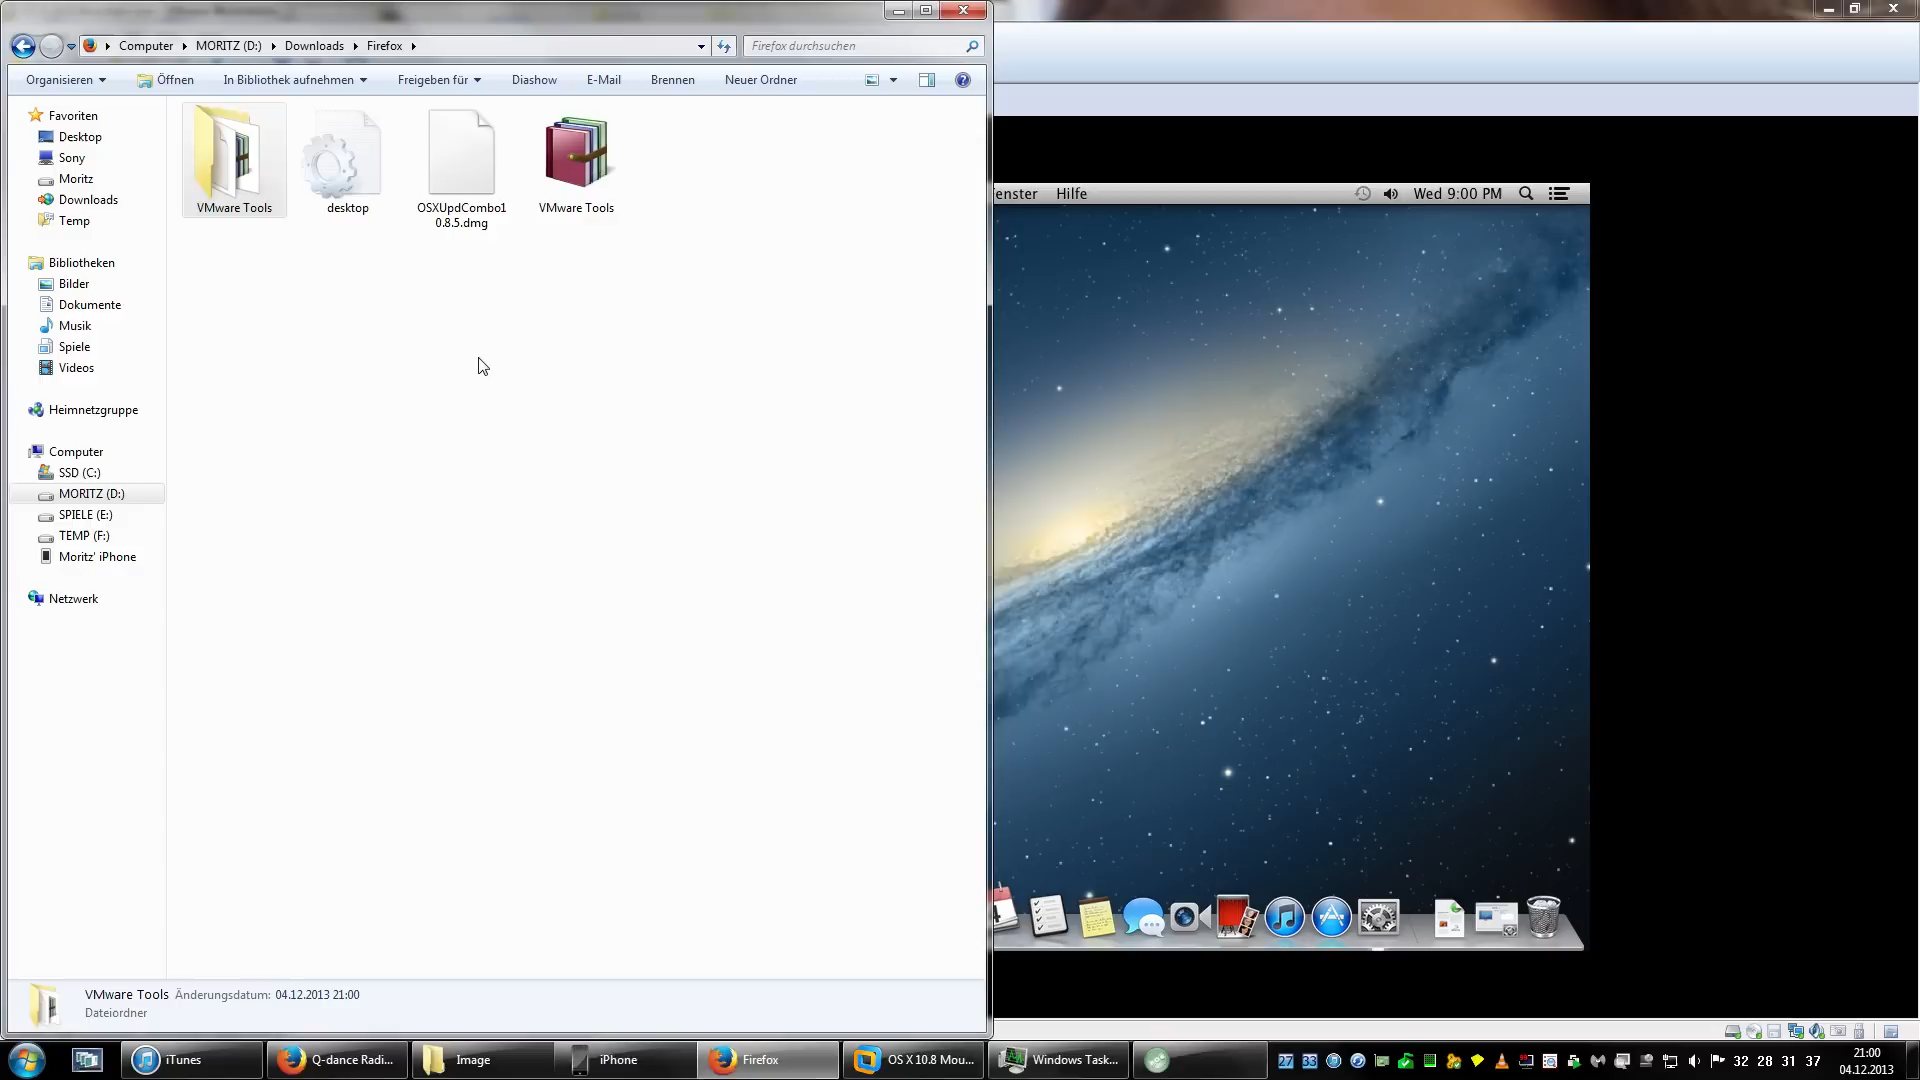 Computer MORITZ (D:) Downloads Firefox
Firefox durchsuchen
Organisieren Öffnen In Bibliothek aufnehmen Freigeben für Diashow E-Mail Brennen Neuer Ordner
Favoriten
Desktop
Sony
Moritz
Downloads
Temp
Bibliotheken
Bilder
Dokumente
Musik
Spiele
Videos
Heimnetzgruppe
Computer
SSD (C:)
MORITZ (D:)
SPIELE (E:)
TEMP (F:)
Moritz' iPhone
Netzwerk
VMware Tools
desktop
OSXUpdCombo1
0.8.5.dmg
VMware Tools
VMware Tools Änderungsdatum: 04.12.2013 21:00
Dateiordner
enster Hilfe Wed 9:00 PM
iTunes Q-dance Radi... Image iPhone Firefox OS X 10.8 Mou... Windows Task...
27 33 32 28 31 37
21:00
04.12.2013